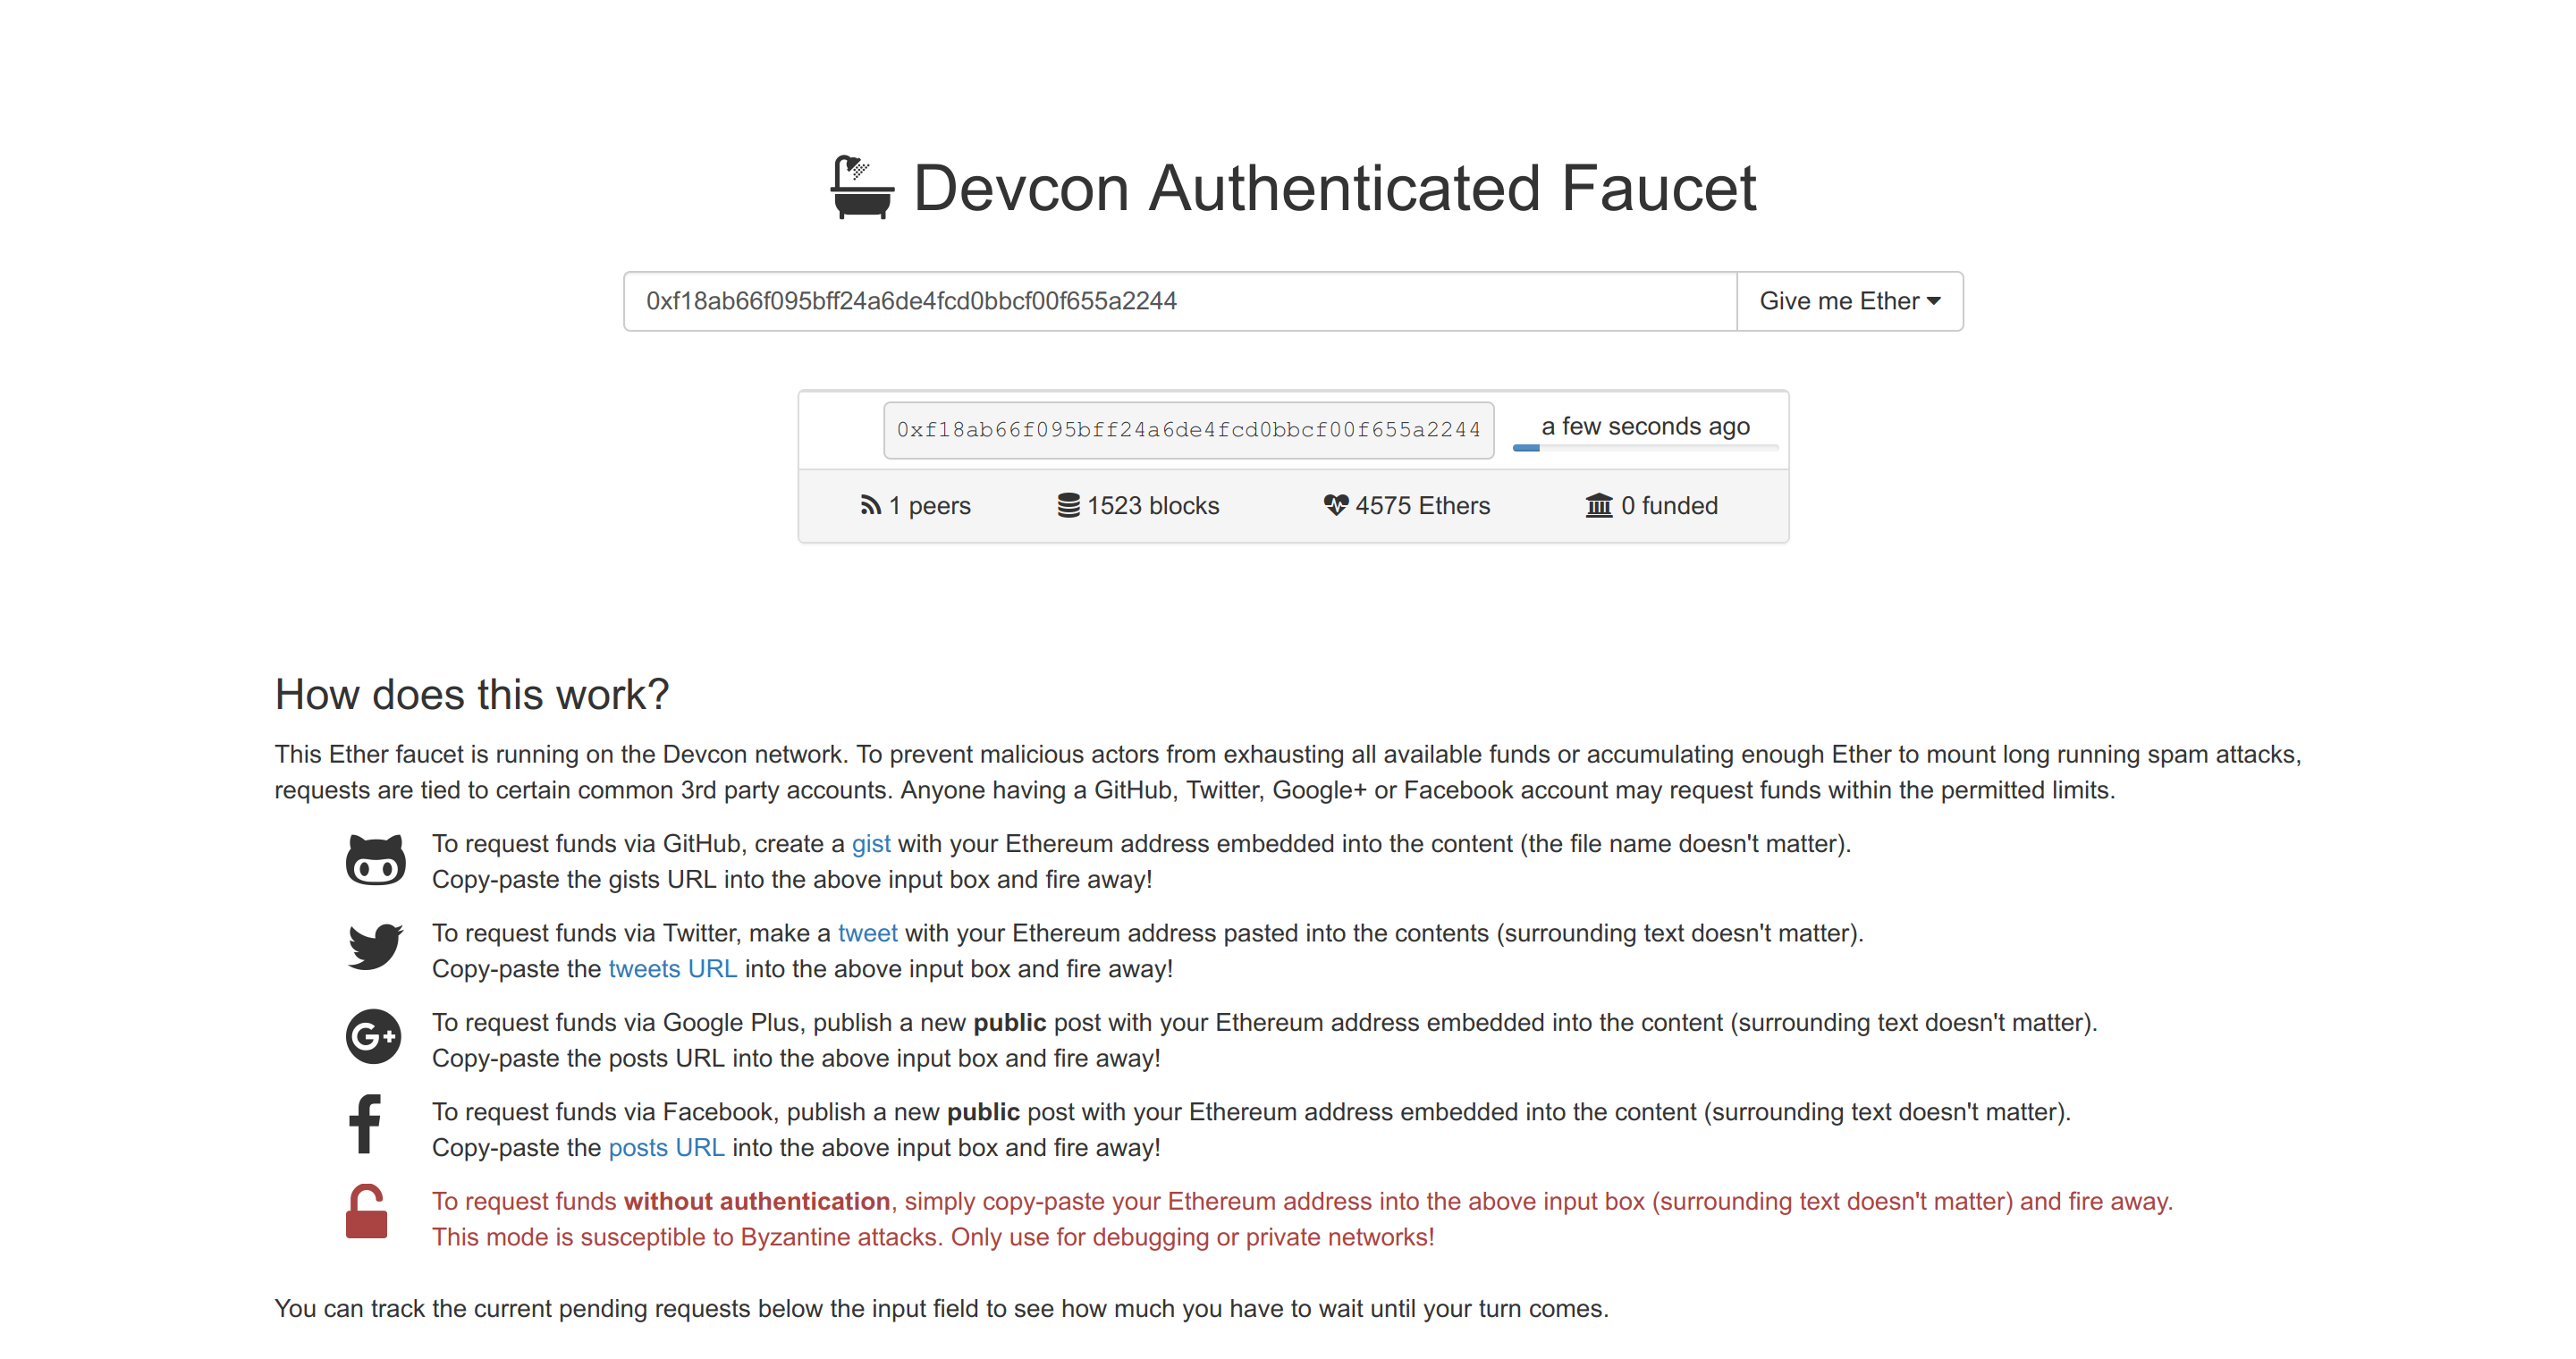 Devcon Authenticated Faucet
0xf18ab66f095bff24a6de4fcd0bbcf00f655a2244
Give me Ether
0xf18ab66f095bff24a6de4fcd0bbcf00f655a2244
a few seconds ago
1 peers
1523 blocks
4575 Ethers
0 funded
How does this work?
This Ether faucet is running on the Devcon network. To prevent malicious actors from exhausting all available funds or accumulating enough Ether to mount long running spam attacks,
requests are tied to certain common 3rd party accounts. Anyone having a GitHub, Twitter, Google+ or Facebook account may request funds within the permitted limits.
To request funds via GitHub, create a gist with your Ethereum address embedded into the content (the file name doesn't matter).
Copy-paste the gists URL into the above input box and fire away!
To request funds via Twitter, make a tweet with your Ethereum address pasted into the contents (surrounding text doesn't matter).
Copy-paste the tweets URL into the above input box and fire away!
G+
To request funds via Google Plus, publish a new public post with your Ethereum address embedded into the content (surrounding text doesn't matter).
Copy-paste the posts URL into the above input box and fire away!
To request funds via Facebook, publish a new public post with your Ethereum address embedded into the content (surrounding text doesn't matter).
Copy-paste the posts URL into the above input box and fire away!
To request funds without authentication, simply copy-paste your Ethereum address into the above input box (surrounding text doesn't matter) and fire away.
This mode is susceptible to Byzantine attacks. Only use for debugging or private networks!
You can track the current pending requests below the input field to see how much you have to wait until your turn comes.